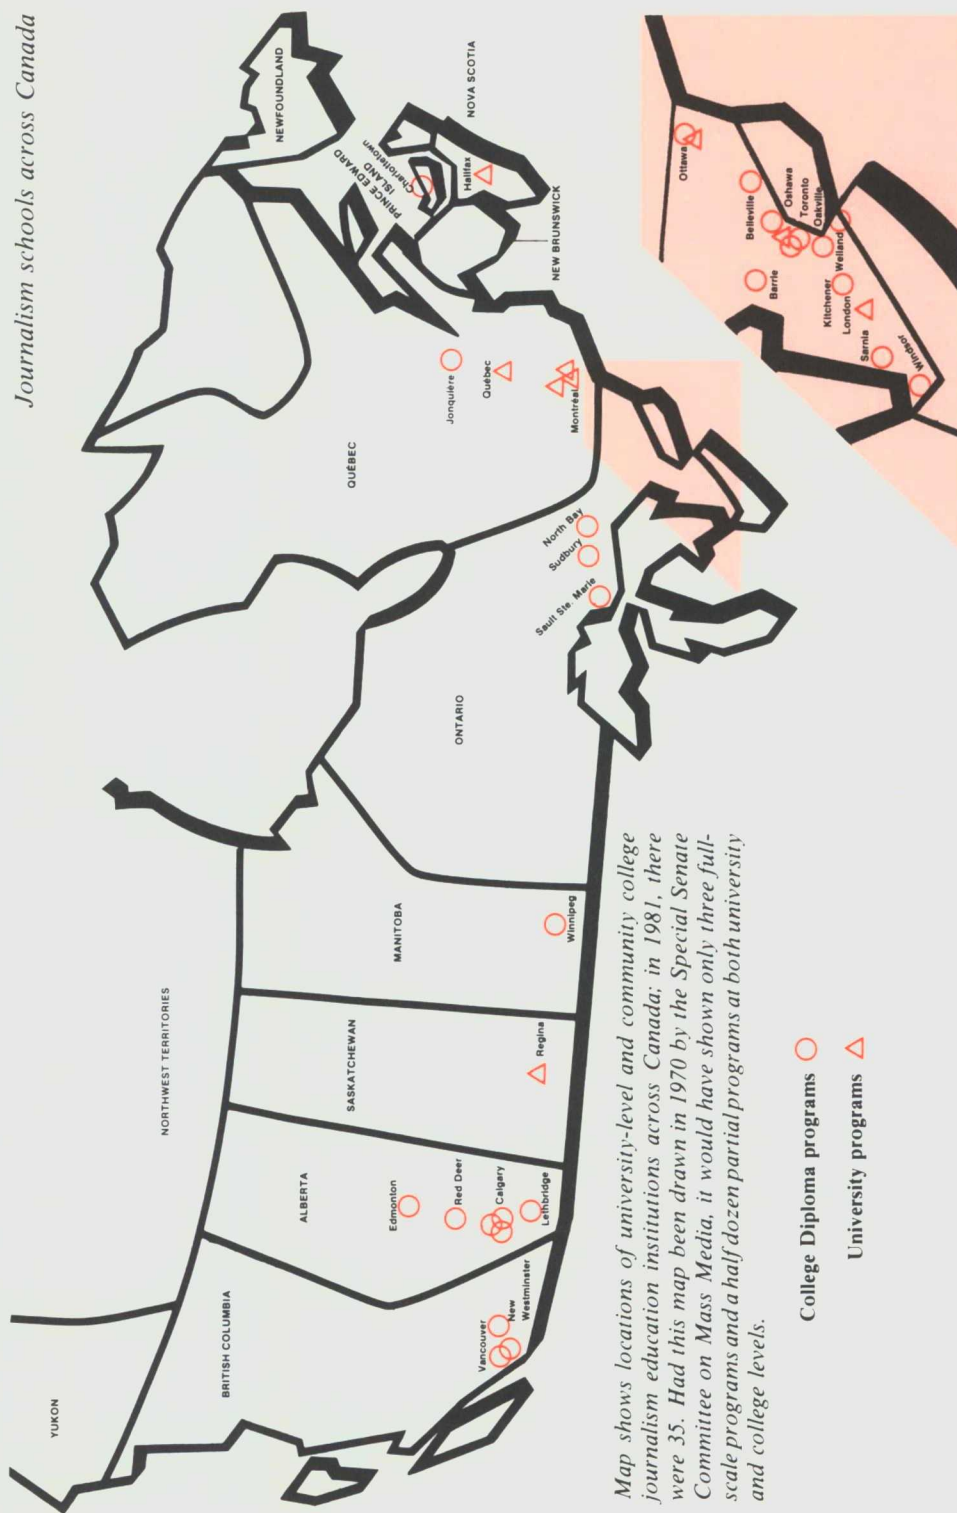 Journalism schools across Canada
YUKON
NORTHWEST TERRITORIES
BRITISH COLUMBIA
Vancouver
New
Westminster
ALBERTA
Edmonton
Red Deer
Calgary
Lethbridge
SASKATCHEWAN
Regina
MANITOBA
Winnipeg
ONTARIO
Sault Ste. Marie
Sudbury
North Bay
QUÉBEC
Jonquière
Québec
Montréal
NEWFOUNDLAND
PRINCE EDWARD
ISLAND
Charlottetown
NOVA SCOTIA
Halifax
NEW BRUNSWICK
Ottawa
Belleville
Oshawa
Toronto
Oakville
Barrie
Kitchener
Welland
London
Sarnia
Windsor
Map shows locations of university-level and community college
journalism education institutions across Canada; in 1981, there
were 35. Had this map been drawn in 1970 by the Special Senate
Committee on Mass Media, it would have shown only three full-
scale programs and a half dozen partial programs at both university
and college levels.
College Diploma programs
University programs